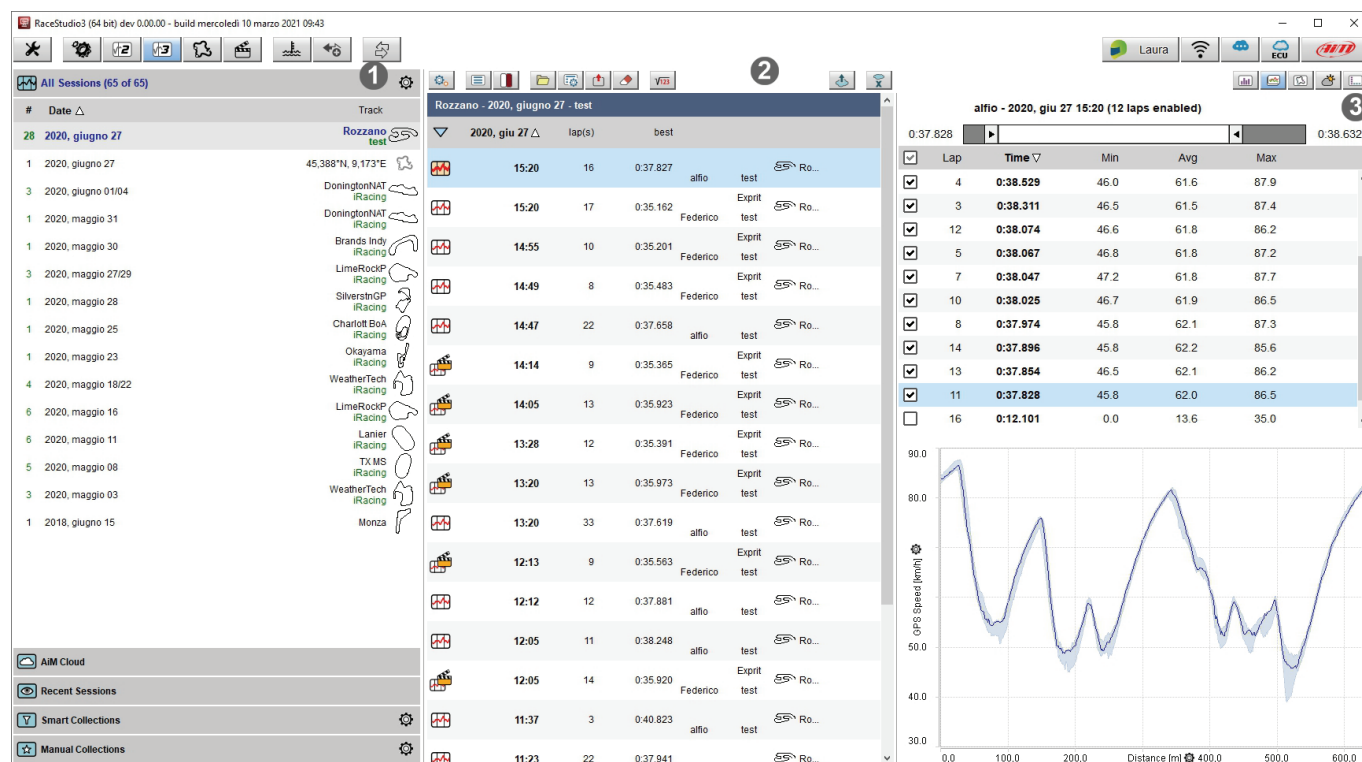 RaceStudio3 (64 bit) dev 0.00.00 - build mercoledì 10 marzo 2021 09:43
2 3 Laura ECU AiM
All Sessions (65 of 65) 1
# Date △ Track
28 2020, giugno 27 Rozzano
test
1 2020, giugno 27 45,388°N, 9,173°E
3 2020, giugno 01/04 DoningtonNAT
iRacing
1 2020, maggio 31 DoningtonNAT
iRacing
1 2020, maggio 30 Brands Indy
iRacing
3 2020, maggio 27/29 LimeRockP
iRacing
1 2020, maggio 28 SilverstnGP
iRacing
1 2020, maggio 25 Charlott BoA
iRacing
1 2020, maggio 23 Okayama
iRacing
4 2020, maggio 18/22 WeatherTech
iRacing
6 2020, maggio 16 LimeRockP
iRacing
6 2020, maggio 11 Lanier
iRacing
5 2020, maggio 08 TX MS
iRacing
3 2020, maggio 03 WeatherTech
iRacing
1 2018, giugno 15 Monza
AiM Cloud
Recent Sessions
Smart Collections
Manual Collections
√123 2
Rozzano - 2020, giugno 27 - test
▽ 2020, giu 27 △ lap(s) best
15:20 16 0:37.827 alfio test Ro...
15:20 17 0:35.162 Federico Exprit test Ro...
14:55 10 0:35.201 Federico Exprit test Ro...
14:49 8 0:35.483 Federico Exprit test Ro...
14:47 22 0:37.658 alfio test Ro...
14:14 9 0:35.365 Federico Exprit test Ro...
14:05 13 0:35.923 Federico Exprit test Ro...
13:28 12 0:35.391 Federico Exprit test Ro...
13:20 13 0:35.973 Federico Exprit test Ro...
13:20 33 0:37.619 alfio test Ro...
12:13 9 0:35.563 Federico Exprit test Ro...
12:12 12 0:37.881 alfio test Ro...
12:05 11 0:38.248 alfio test Ro...
12:05 14 0:35.920 Federico Exprit test Ro...
11:37 3 0:40.823 alfio test Ro...
11:23 22 0:37.941 Ro...
3
alfio - 2020, giu 27 15:20 (12 laps enabled)
0:37.828 0:38.632
Lap Time ▽ Min Avg Max
4 0:38.529 46.0 61.6 87.9
3 0:38.311 46.5 61.5 87.4
12 0:38.074 46.6 61.8 86.2
5 0:38.067 46.8 61.8 87.2
7 0:38.047 47.2 61.8 87.7
10 0:38.025 46.7 61.9 86.5
8 0:37.974 45.8 62.1 87.3
14 0:37.896 45.8 62.2 85.6
13 0:37.854 46.5 62.1 86.2
11 0:37.828 45.8 62.0 86.5
16 0:12.101 0.0 13.6 35.0
90.0
80.0
GPS Speed [km/h]
50.0
40.0
30.0
0.0 100.0 200.0 Distance [m] 400.0 500.0 600.0